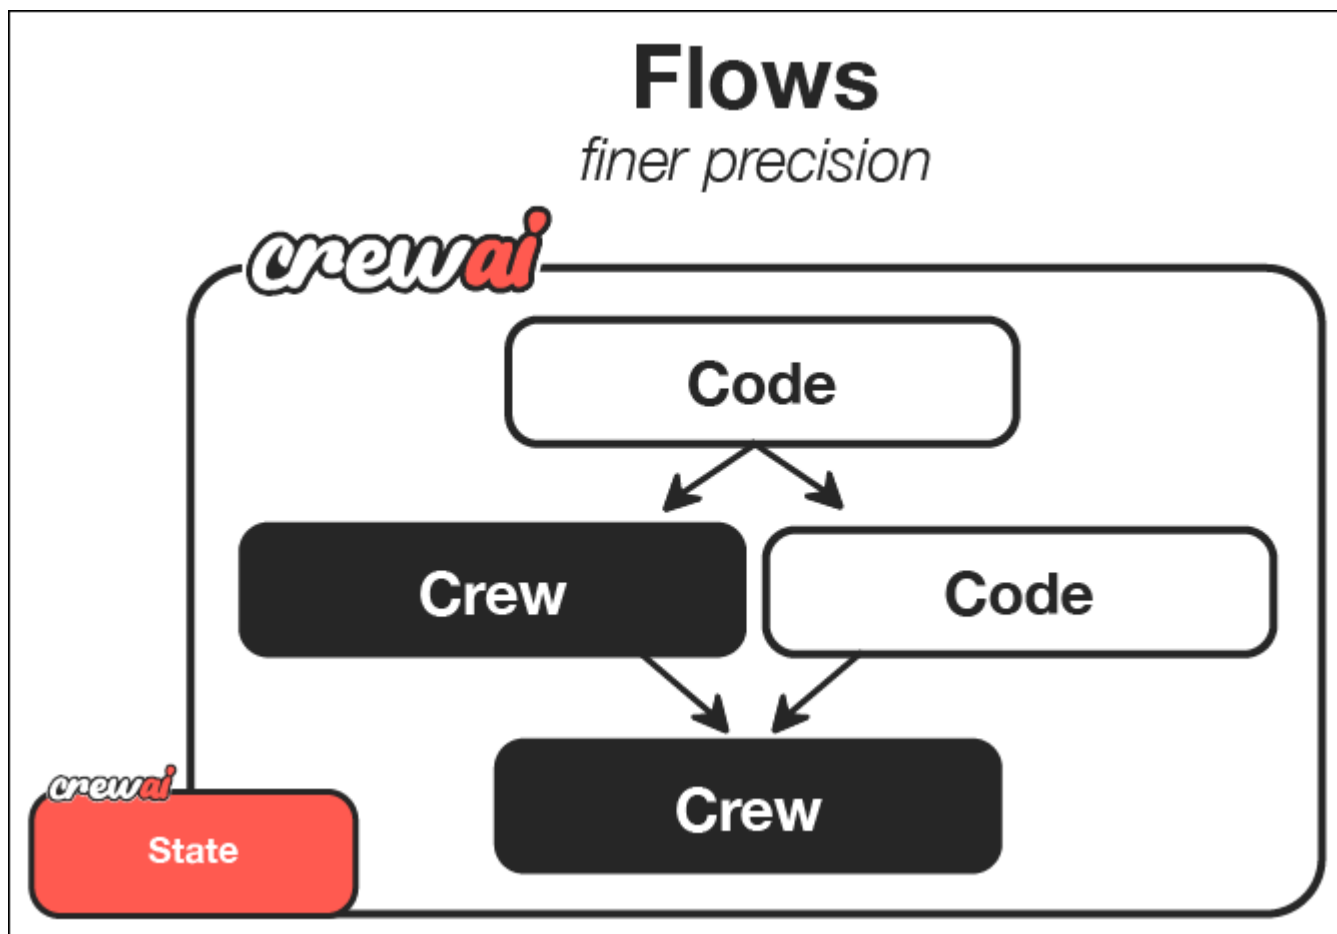 Flows
finer precision
crewai
Code
Crew
Code
Crew
crewai
State